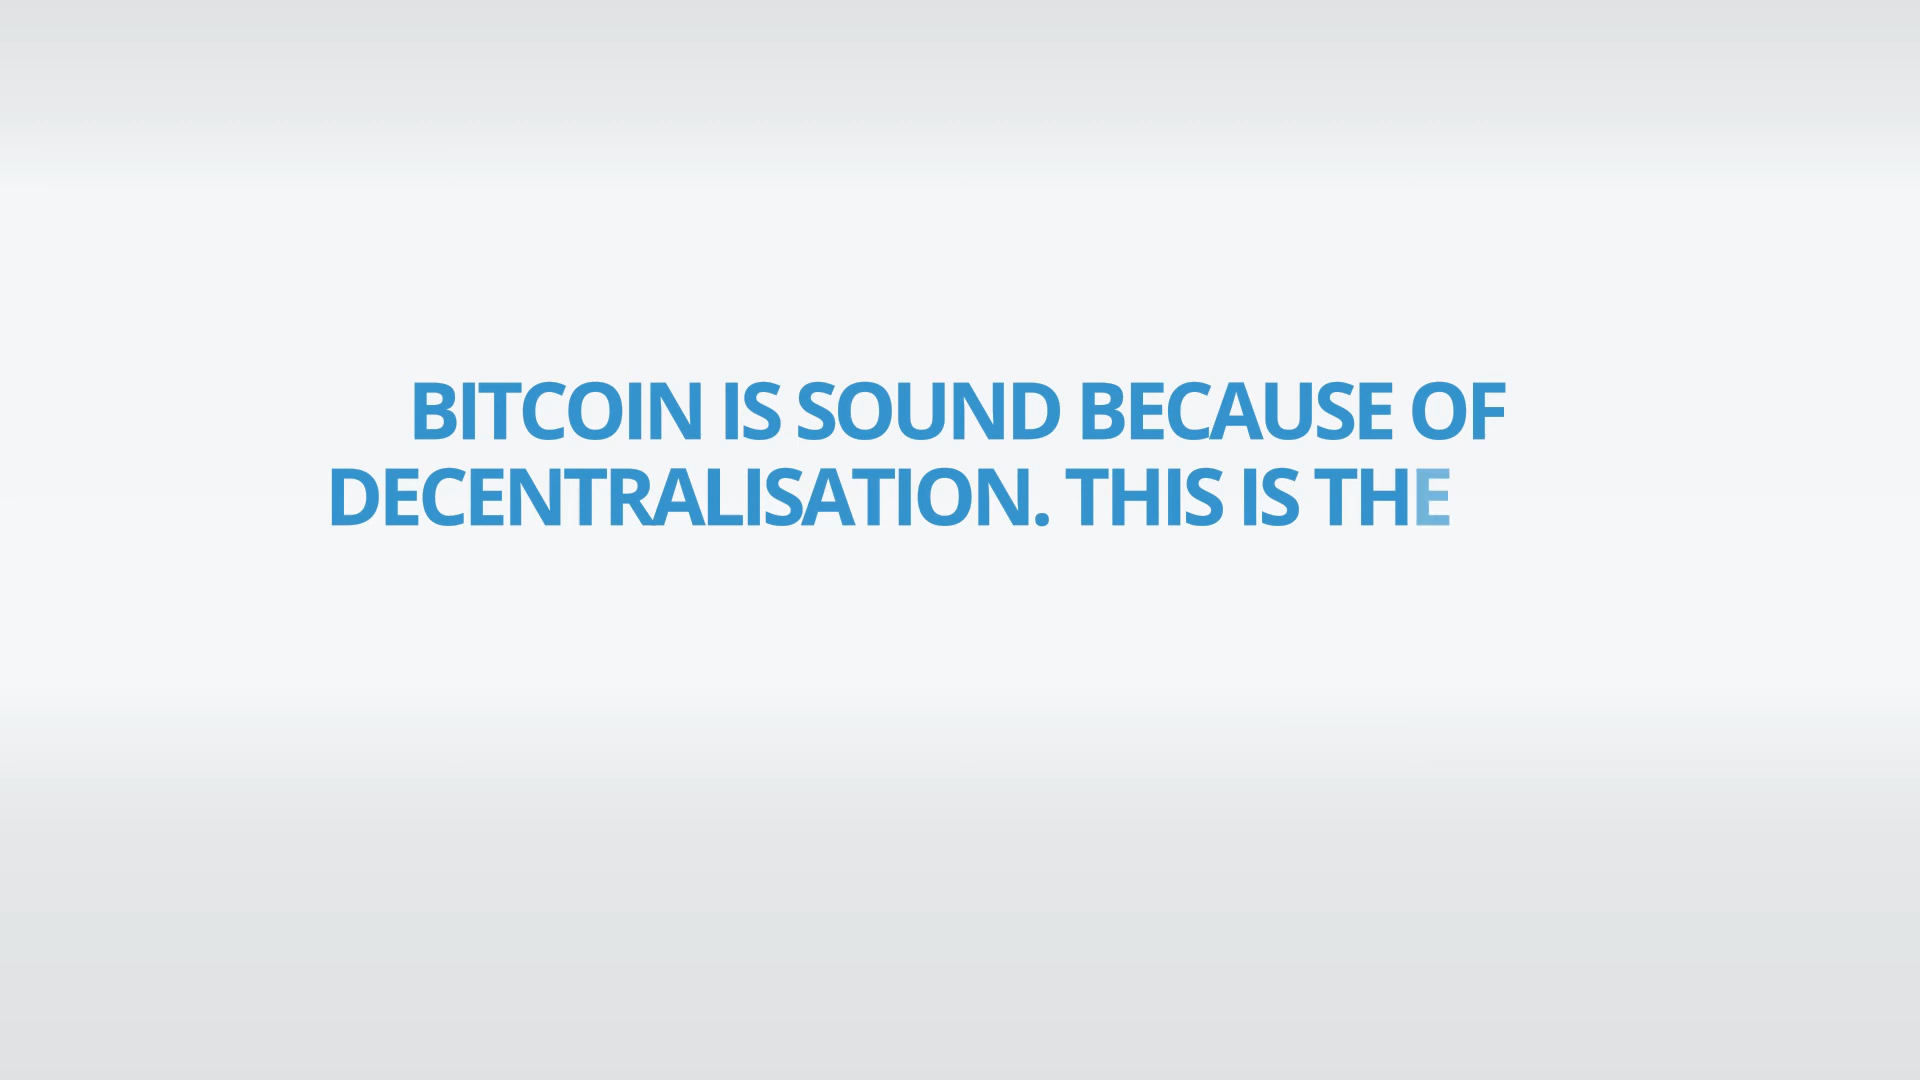 BITCOIN IS SOUND BECAUSE OF
DECENTRALISATION. THIS IS THE